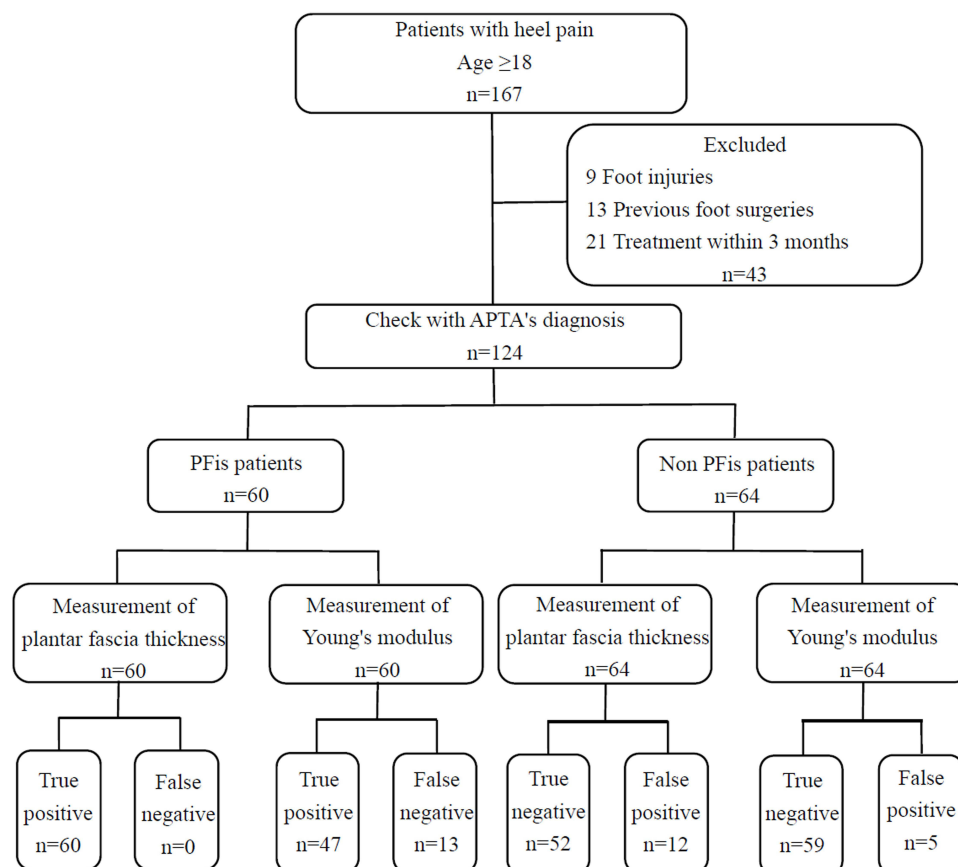 Patients with heel pain
Age ≥18
n=167
Excluded
9 Foot injuries
13 Previous foot surgeries
21 Treatment within 3 months
n=43
Check with APTA's diagnosis
n=124
PFis patients
n=60
Non PFis patients
n=64
Measurement of
plantar fascia thickness
n=60
Measurement of
Young's modulus
n=60
Measurement of
plantar fascia thickness
n=64
Measurement of
Young's modulus
n=64
True
positive
n=60
False
negative
n=0
True
positive
n=47
False
negative
n=13
True
negative
n=52
False
positive
n=12
True
negative
n=59
False
positive
n=5